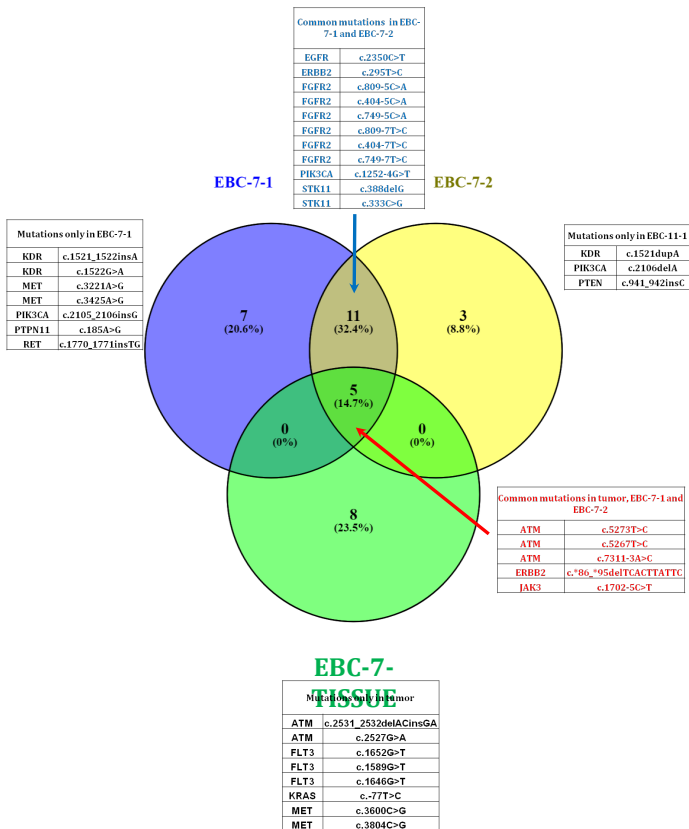 Common mutations in EBC-
7-1 and EBC-7-2
EGFR c.2350C>T
ERBB2 c.295T>C
FGFR2 c.809-5C>A
FGFR2 c.404-5C>A
FGFR2 c.749-5C>A
FGFR2 c.809-7T>C
FGFR2 c.404-7T>C
FGFR2 c.749-7T>C
PIK3CA c.1252-4G>T
STK11 c.388delG
STK11 c.333C>G
EBC-7-1
EBC-7-2
Mutations only in EBC-7-1
KDR c.1521_1522insA
KDR c.1522G>A
MET c.3221A>G
MET c.3425A>G
PIK3CA c.2105_2106insG
PTPN11 c.185A>G
RET c.1770_1771insTG
Mutations only in EBC-11-1
KDR c.1521dupA
PIK3CA c.2106delA
PTEN c.941_942insC
7
(20.6%)
11
(32.4%)
3
(8.8%)
5
(14.7%)
0
(0%)
0
(0%)
8
(23.5%)
Common mutations in tumor, EBC-7-1 and
EBC-7-2
ATM c.5273T>C
ATM c.5267T>C
ATM c.7311-3A>C
ERBB2 c.*86_*95delTCACTTATTC
JAK3 c.1702-5C>T
EBC-7-
TISSUE
Mutations only in tumor
ATM c.2531_2532delACinsGA
ATM c.2527G>A
FLT3 c.1652G>T
FLT3 c.1589G>T
FLT3 c.1646G>T
KRAS c.-77T>C
MET c.3600C>G
MET c.3804C>G